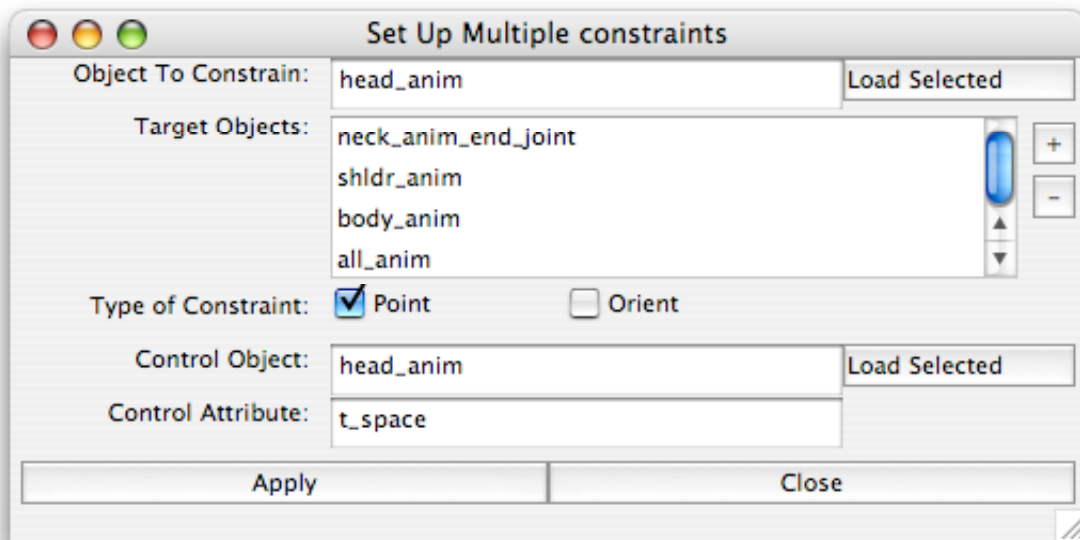 Set Up Multiple constraints
Object To Constrain: head_anim Load Selected
Target Objects: neck_anim_end_joint +
shldr_anim -
body_anim
all_anim
Type of Constraint: Point Orient
Control Object: head_anim Load Selected
Control Attribute: t_space
Apply Close